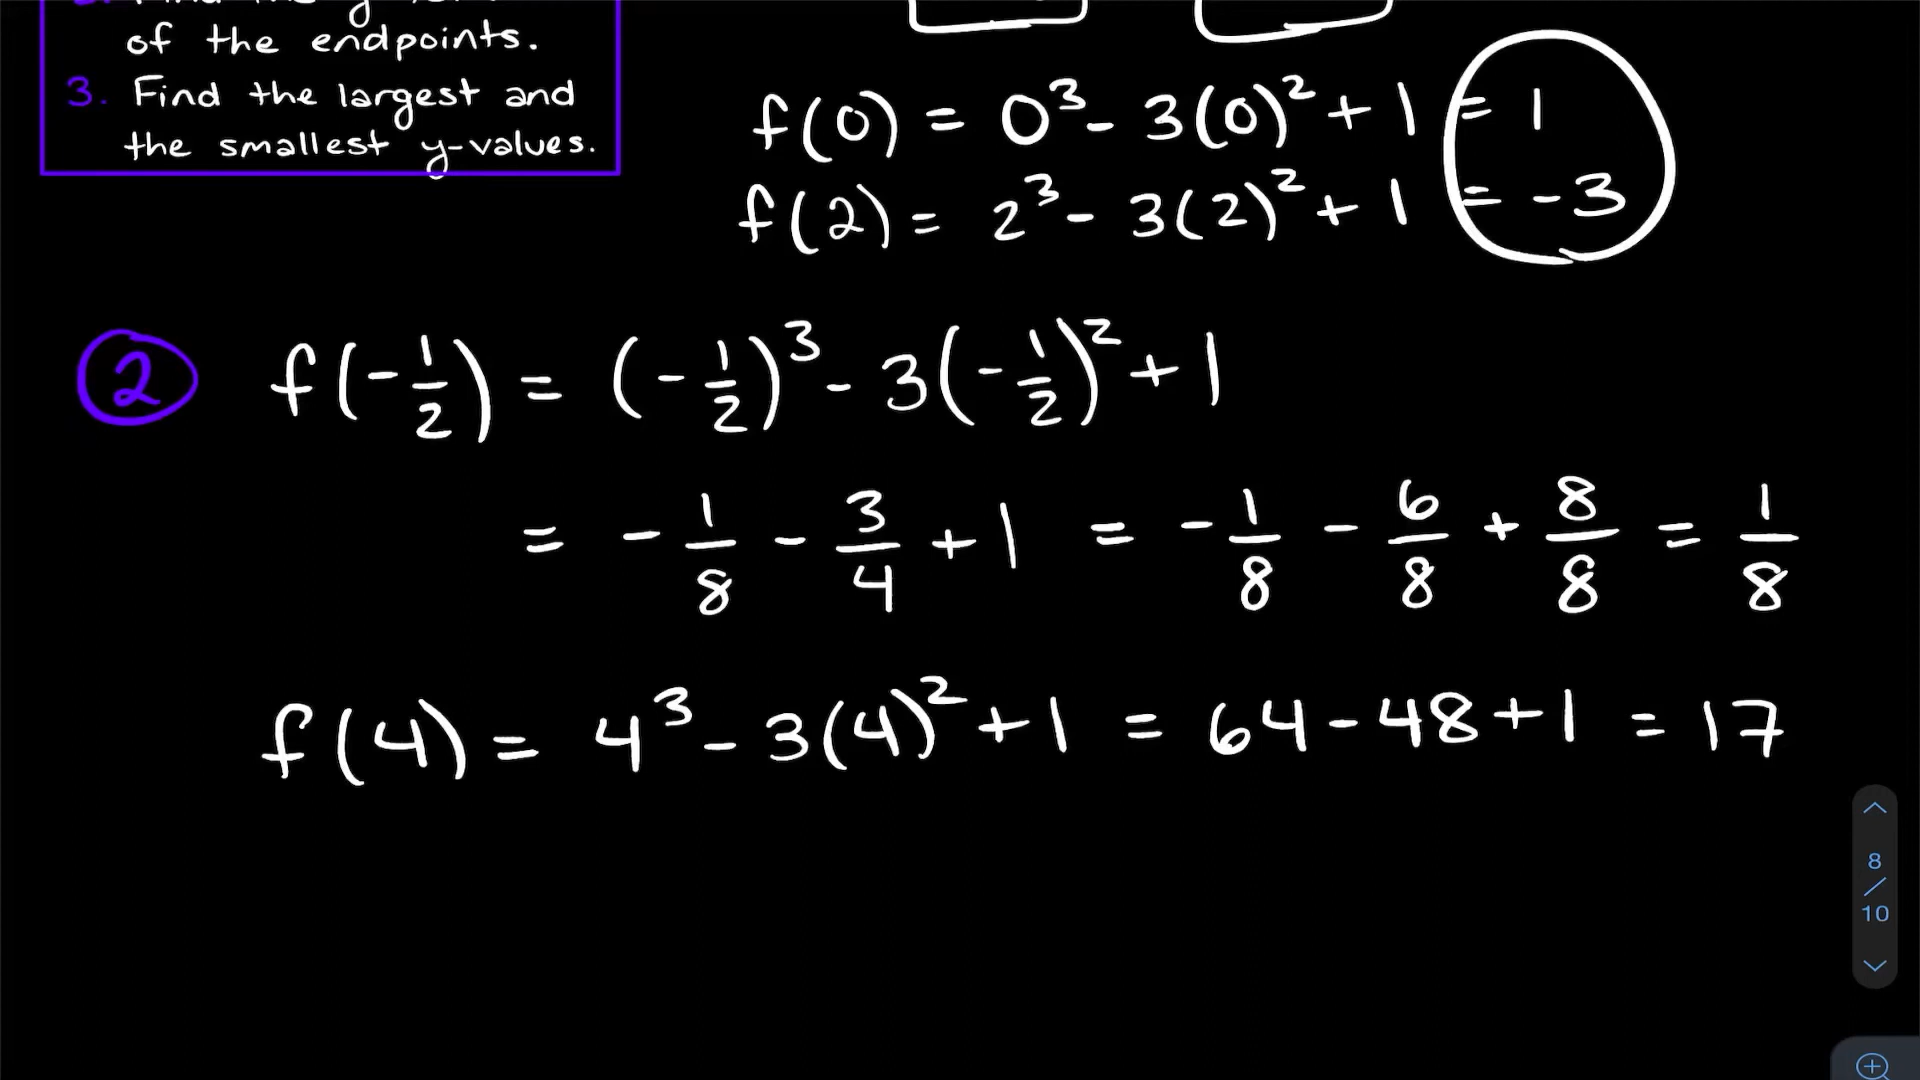 of the endpoints.
3. Find the largest and
the smallest y-values.
f(0) = 0³ - 3(0)² + 1 = 1
f(2) = 2³ - 3(2)² + 1 = -3
② f(-1/2) = (-1/2)³ - 3(-1/2)² + 1
= -1/8 - 3/4 + 1 = -1/8 - 6/8 + 8/8 = 1/8
f(4) = 4³ - 3(4)² + 1 = 64 - 48 + 1 = 17
8
/
10